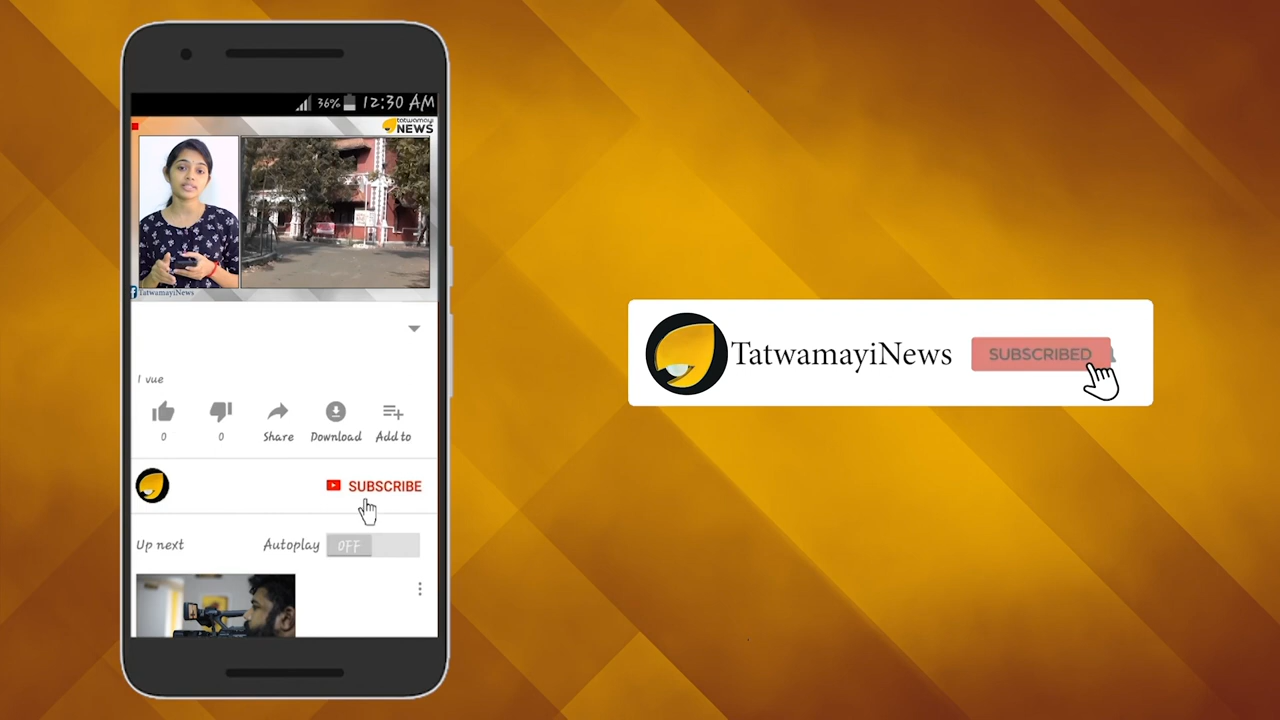 36% 12:30 AM
tatwamayi
NEWS
TatwamayiNews
1 vue
0 0 Share Download Add to
SUBSCRIBE
Up next Autoplay OFF
TatwamayiNews SUBSCRIBED